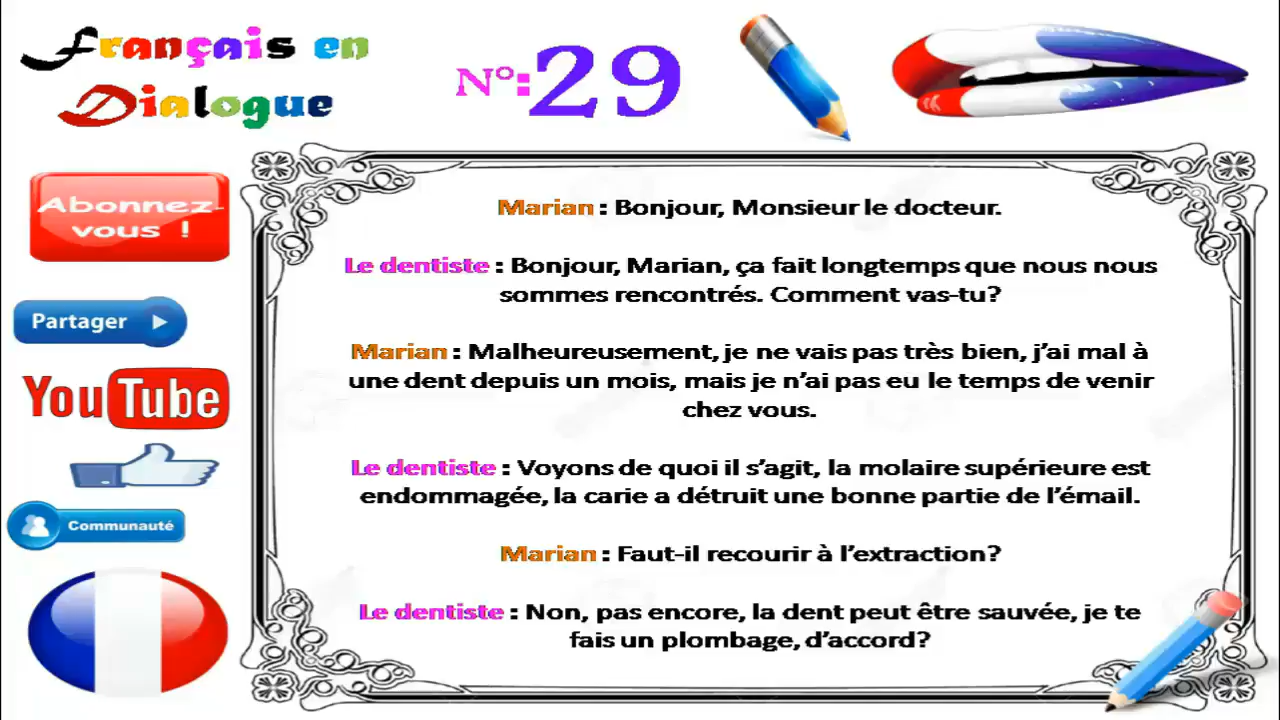 Français en
Dialogue
N°:29
Abonnez-
vous !
Partager
YouTube
Communauté
Marian : Bonjour, Monsieur le docteur.
Le dentiste : Bonjour, Marian, ça fait longtemps que nous nous
sommes rencontrés. Comment vas-tu?
Marian : Malheureusement, je ne vais pas très bien, j’ai mal à
une dent depuis un mois, mais je n’ai pas eu le temps de venir
chez vous.
Le dentiste : Voyons de quoi il s’agit, la molaire supérieure est
endommagée, la carie a détruit une bonne partie de l’émail.
Marian : Faut-il recourir à l’extraction?
Le dentiste : Non, pas encore, la dent peut être sauvée, je te
fais un plombage, d’accord?